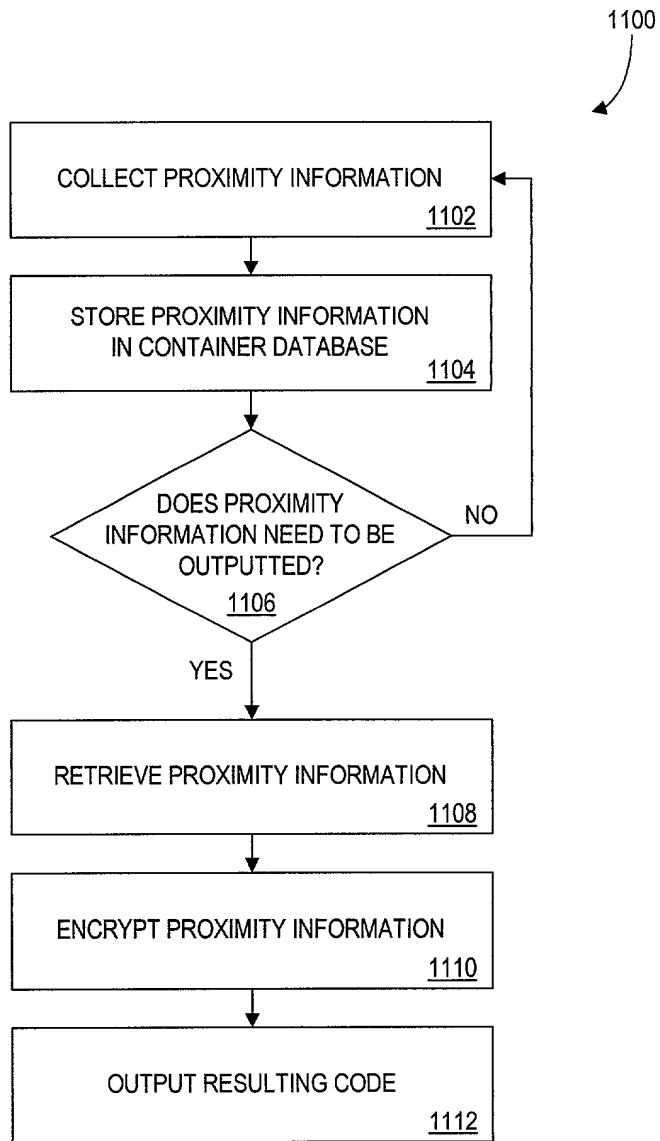 1100
COLLECT PROXIMITY INFORMATION
1102
STORE PROXIMITY INFORMATION
IN CONTAINER DATABASE
1104
DOES PROXIMITY
INFORMATION NEED TO BE
OUTPUTTED?
1106
NO
YES
RETRIEVE PROXIMITY INFORMATION
1108
ENCRYPT PROXIMITY INFORMATION
1110
OUTPUT RESULTING CODE
1112